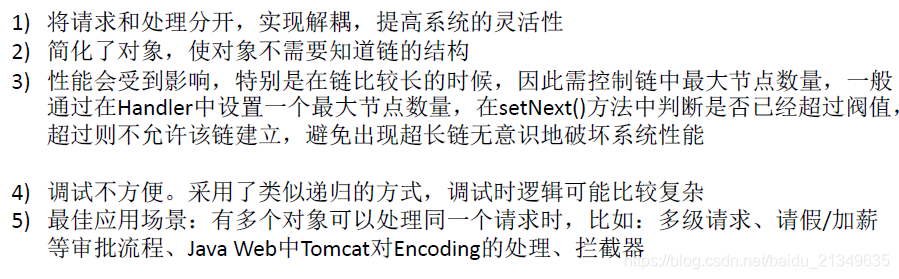 1) 将请求和处理分开，实现解耦，提高系统的灵活性
2) 简化了对象，使对象不需要知道链的结构
3) 性能会受到影响，特别是在链比较长的时候，因此需控制链中最大节点数量，一般
通过在Handler中设置一个最大节点数量，在setNext()方法中判断是否已经超过阀值，
超过则不允许该链建立，避免出现超长链无意识地破坏系统性能
4) 调试不方便。采用了类似递归的方式，调试时逻辑可能比较复杂
5) 最佳应用场景：有多个对象可以处理同一个请求时，比如：多级请求、请假/加薪
等审批流程、Java Web中Tomcat对Encoding的处理、拦截器
https://blog.csdn.net/baidu_21349635